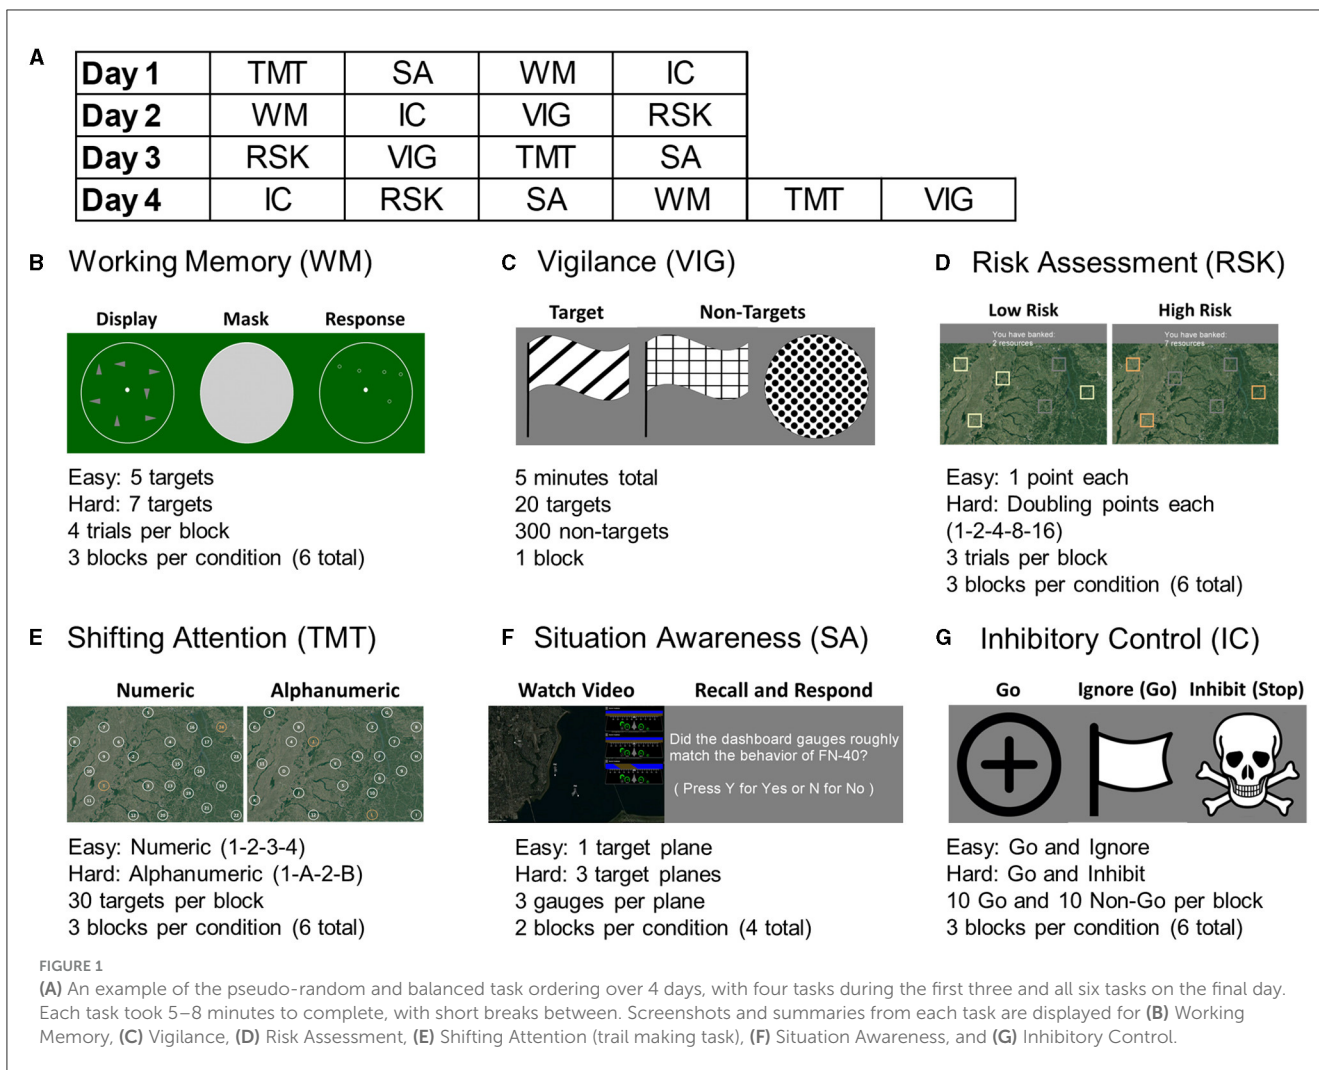 A
Day 1 TMT SA WM IC
Day 2 WM IC VIG RSK
Day 3 RSK VIG TMT SA
Day 4 IC RSK SA WM TMT VIG
B Working Memory (WM)
Display Mask Response
Easy: 5 targets
Hard: 7 targets
4 trials per block
3 blocks per condition (6 total)
C Vigilance (VIG)
Target Non-Targets
5 minutes total
20 targets
300 non-targets
1 block
D Risk Assessment (RSK)
Low Risk High Risk
You have banked: You have banked:
2 resources 7 resources
Easy: 1 point each
Hard: Doubling points each
(1-2-4-8-16)
3 trials per block
3 blocks per condition (6 total)
E Shifting Attention (TMT)
Numeric Alphanumeric
Easy: Numeric (1-2-3-4)
Hard: Alphanumeric (1-A-2-B)
30 targets per block
3 blocks per condition (6 total)
F Situation Awareness (SA)
Watch Video Recall and Respond
Did the dashboard gauges roughly
match the behavior of FN-40?
( Press Y for Yes or N for No )
Easy: 1 target plane
Hard: 3 target planes
3 gauges per plane
2 blocks per condition (4 total)
G Inhibitory Control (IC)
Go Ignore (Go) Inhibit (Stop)
Easy: Go and Ignore
Hard: Go and Inhibit
10 Go and 10 Non-Go per block
3 blocks per condition (6 total)
FIGURE 1
(A) An example of the pseudo-random and balanced task ordering over 4 days, with four tasks during the first three and all six tasks on the final day.
Each task took 5–8 minutes to complete, with short breaks between. Screenshots and summaries from each task are displayed for (B) Working
Memory, (C) Vigilance, (D) Risk Assessment, (E) Shifting Attention (trail making task), (F) Situation Awareness, and (G) Inhibitory Control.